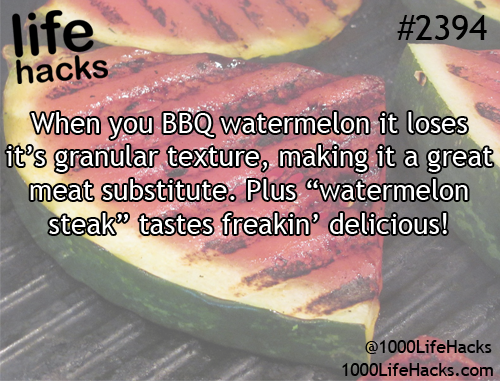 life
hacks
#2394
When you BBQ watermelon it loses
it's granular texture, making it a great
meat substitute. Plus “watermelon
steak” tastes freakin’ delicious!
@1000LifeHacks
1000LifeHacks.com